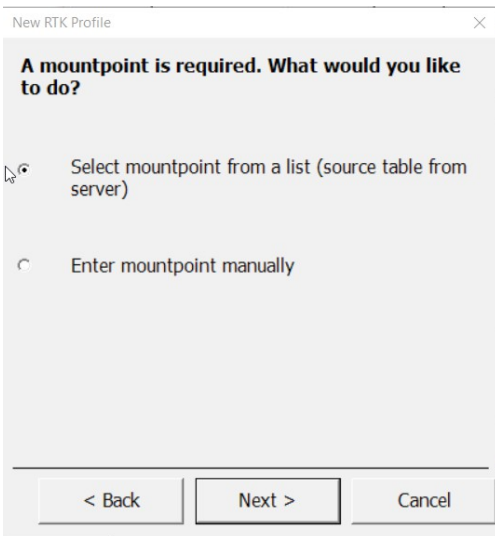 New RTK Profile
A mountpoint is required. What would you like
to do?
Select mountpoint from a list (source table from
server)
Enter mountpoint manually
< Back
Next >
Cancel